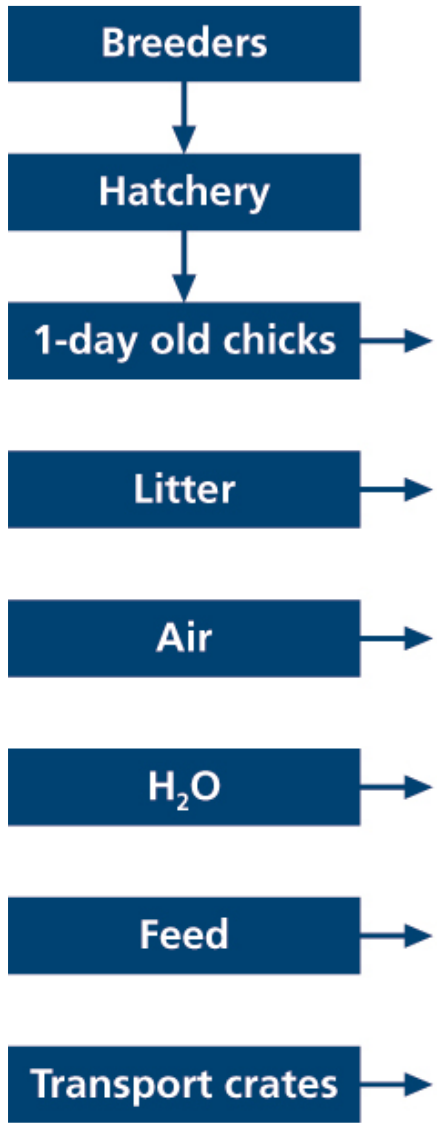 Breeders
Hatchery
1-day old chicks
Litter
Air
H₂O
Feed
Transport crates